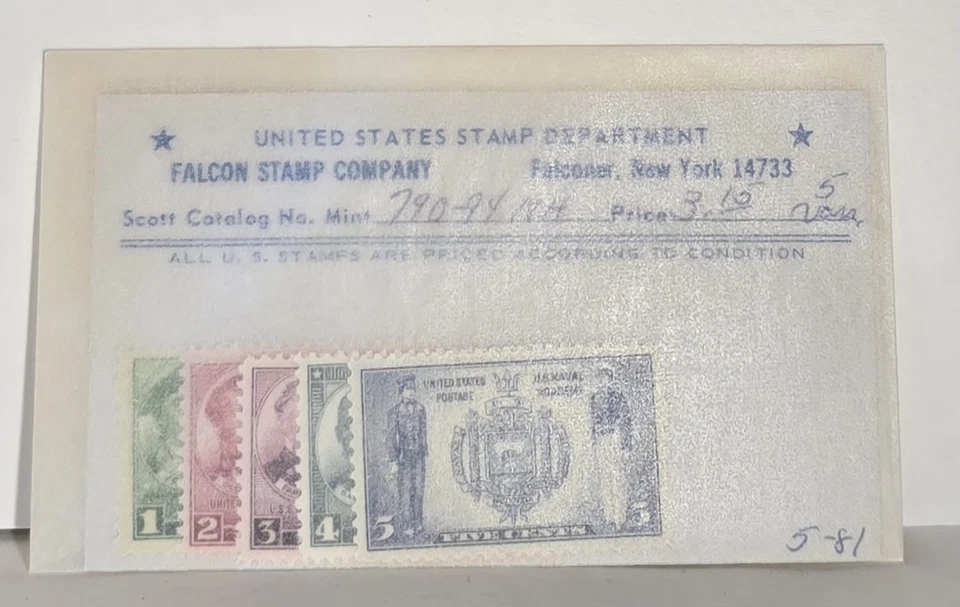 ★ UNITED STATES STAMP DEPARTMENT ★
FALCON STAMP COMPANY Falconer, New York 14733
Scott Catalog No. Mint 790-94 Price 3.15 5 Var
ALL U. S. STAMPS ARE PRICED ACCORDING TO CONDITION
UNITED STATES POSTAGE
U.S. NAVAL ACADEMY
1 2 3 4 5 5
FIVE CENTS
5-81